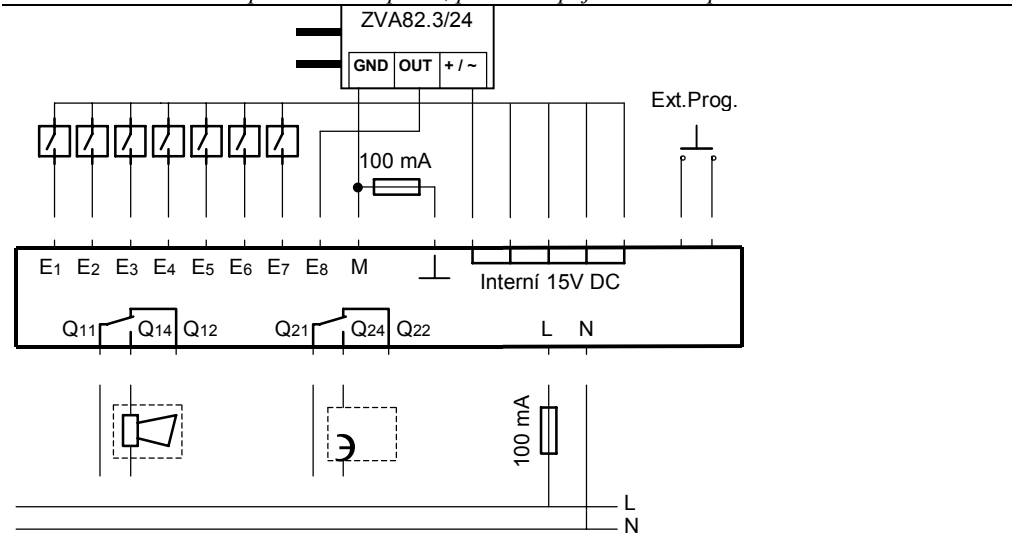 ZVA82.3/24
GND OUT + / ~
Ext.Prog.
100 mA
E1 E2 E3 E4 E5 E6 E7 E8 M
Interní 15V DC
Q11 Q14 Q12 Q21 Q24 Q22 L N
100 mA
L
N